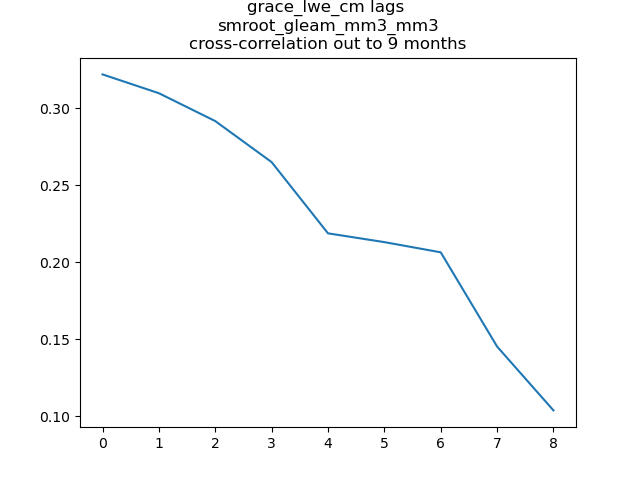 grace_lwe_cm lags
smroot_gleam_mm3_mm3
cross-correlation out to 9 months
0.30
0.25
0.20
0.15
0.10
0 1 2 3 4 5 6 7 8